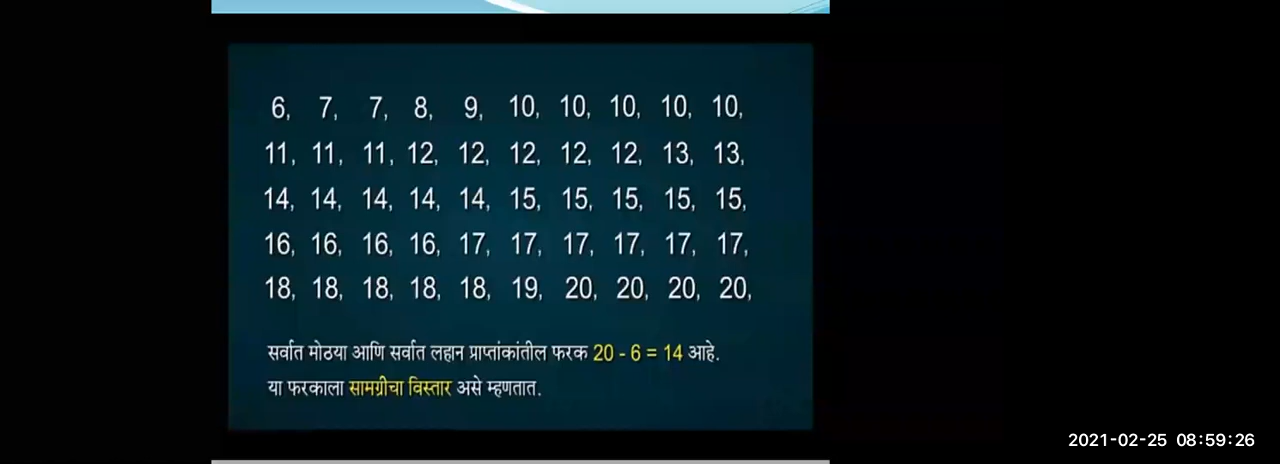 6, 7, 7, 8, 9, 10, 10, 10, 10, 10,
11, 11, 11, 12, 12, 12, 12, 12, 13, 13,
14, 14, 14, 14, 14, 15, 15, 15, 15, 15,
16, 16, 16, 16, 17, 17, 17, 17, 17, 17,
18, 18, 18, 18, 18, 19, 20, 20, 20, 20,
सर्वात मोठया आणि सर्वात लहान प्राप्तांकांतील फरक 20 - 6 = 14 आहे.
या फरकाला सामग्रीचा विस्तार असे म्हणतात.
2021-02-25 08:59:26